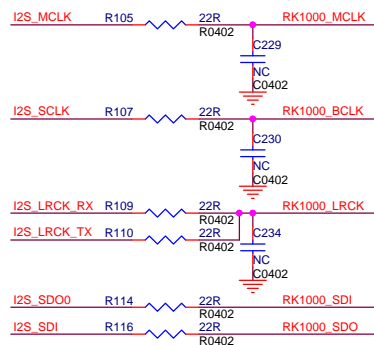 I2S_MCLK R105 22R RK1000_MCLK
R0402
C229
NC
C0402
I2S_SCLK R107 22R RK1000_BCLK
R0402
C230
NC
C0402
I2S_LRCK_RX R109 22R RK1000_LRCK
R0402
I2S_LRCK_TX R110 22R C234
R0402
NC
C0402
I2S_SDO0 R114 22R RK1000_SDI
R0402
I2S_SDI R116 22R RK1000_SDO
R0402